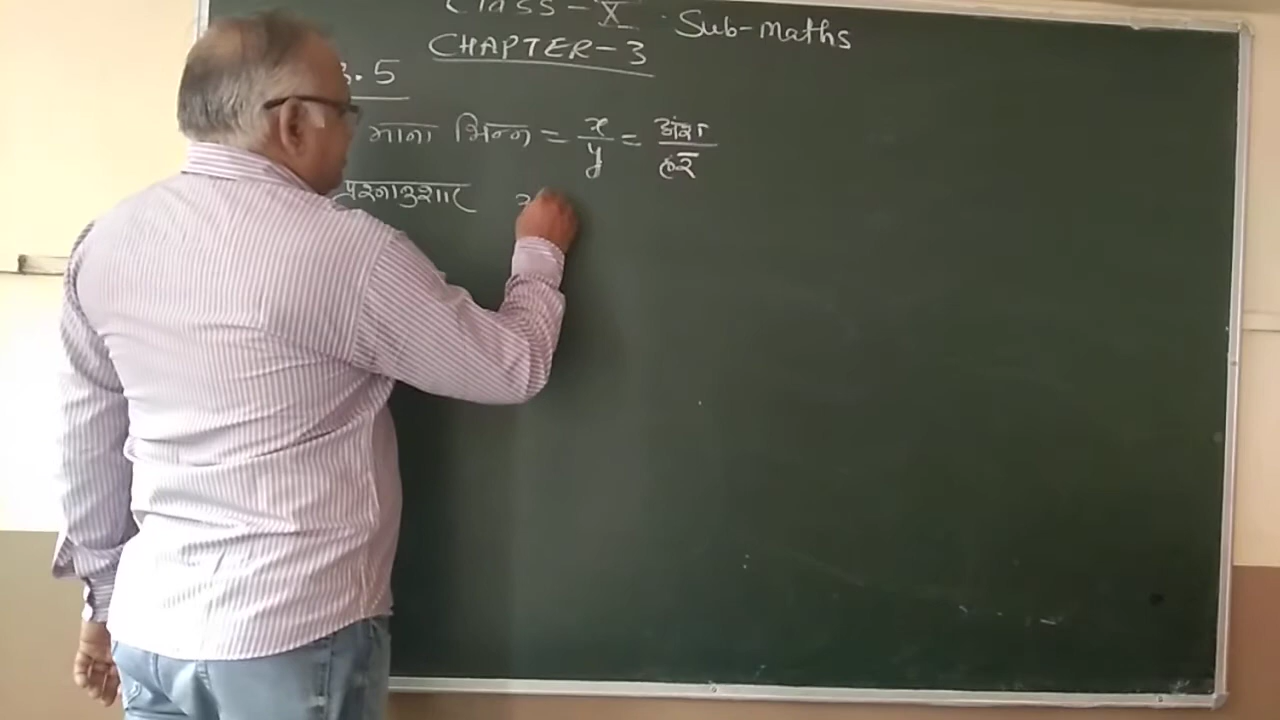 Class - X Sub-maths
CHAPTER-3
3.5
माना भिन्न = x/y = अंश/हर
प्रश्नानुसार